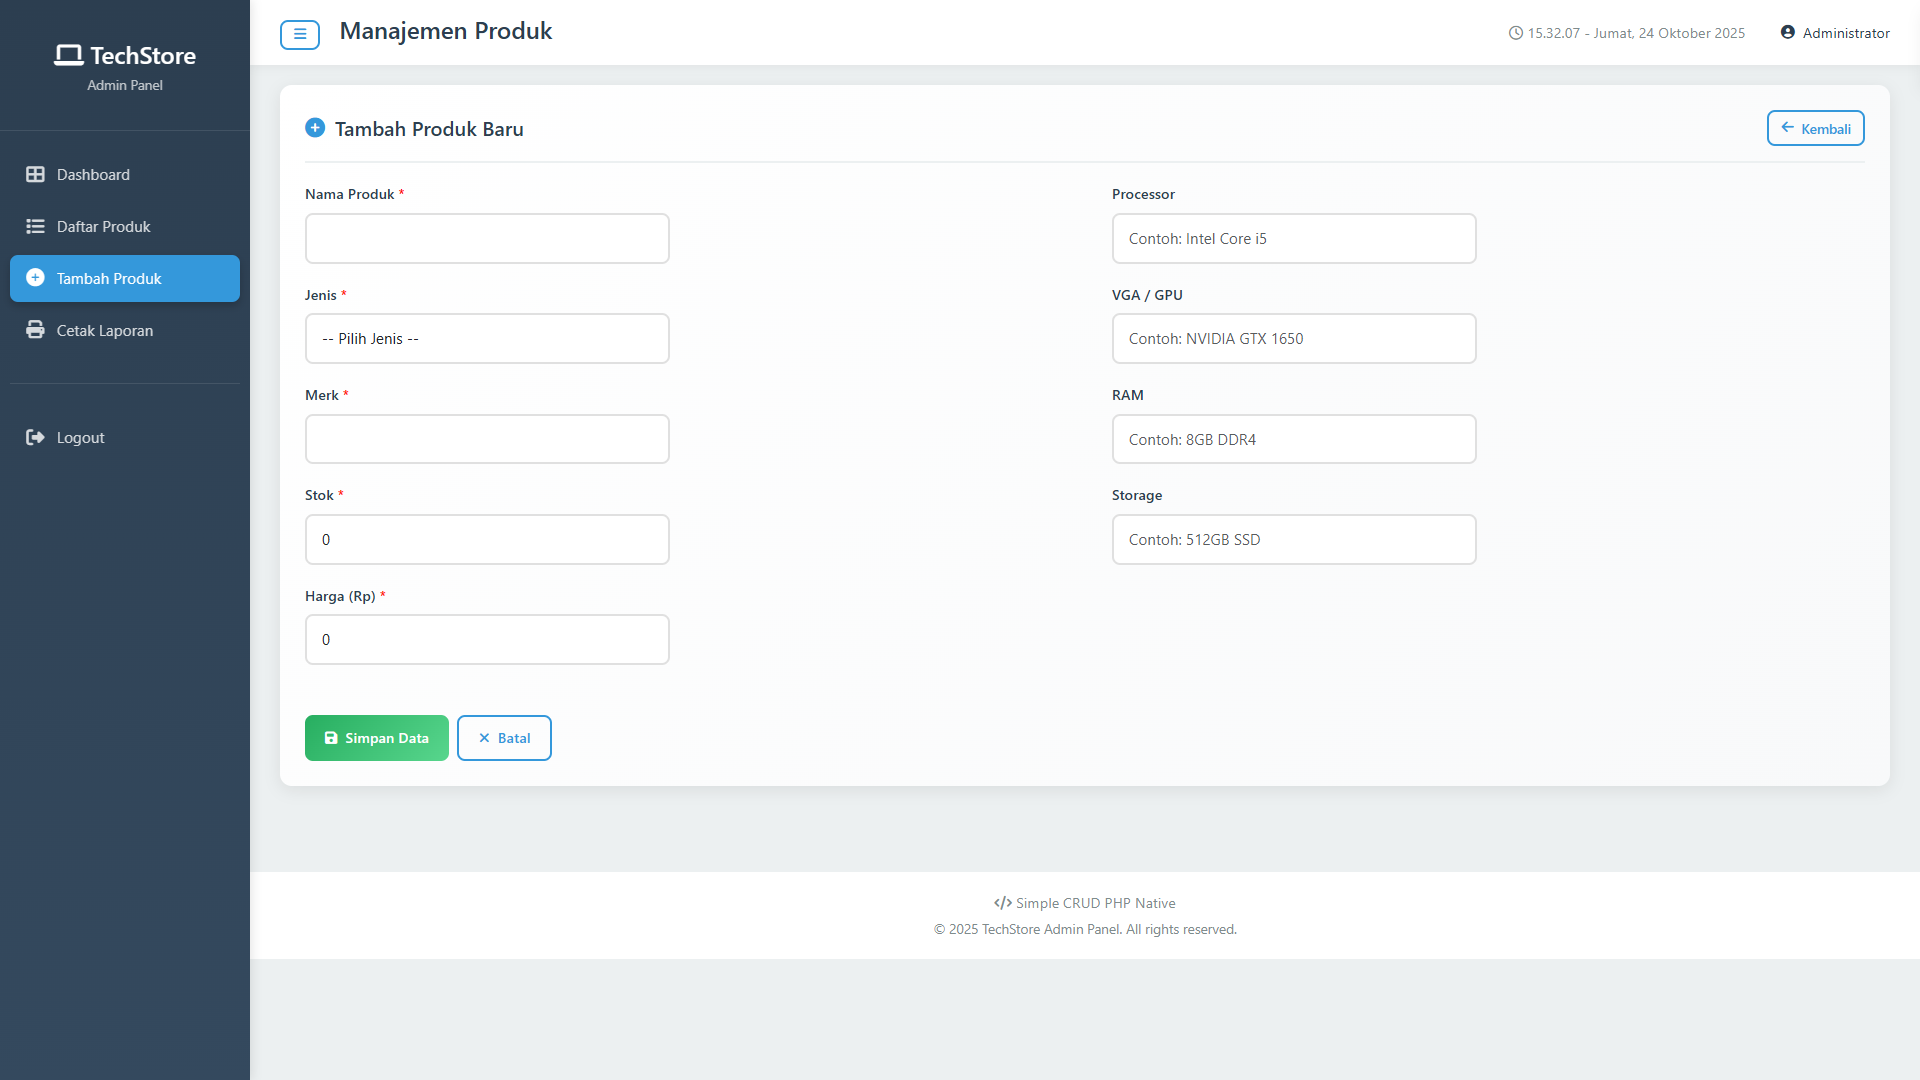 TechStore
Admin Panel
Dashboard
Daftar Produk
Tambah Produk
Cetak Laporan
Logout
Manajemen Produk
15.32.07 - Jumat, 24 Oktober 2025
Administrator
Tambah Produk Baru
Kembali
Nama Produk *
Jenis *
-- Pilih Jenis --
Merk *
Stok *
0
Harga (Rp) *
0
Processor
Contoh: Intel Core i5
VGA / GPU
Contoh: NVIDIA GTX 1650
RAM
Contoh: 8GB DDR4
Storage
Contoh: 512GB SSD
Simpan Data
Batal
Simple CRUD PHP Native
© 2025 TechStore Admin Panel. All rights reserved.